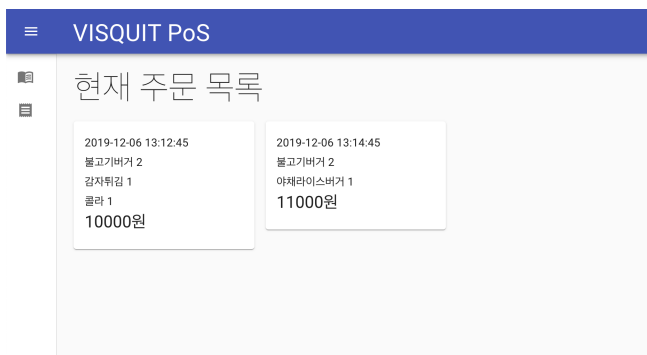 VISQUIT PoS
현재 주문 목록
2019-12-06 13:12:45
불고기버거 2
감자튀김 1
콜라 1
10000원
2019-12-06 13:14:45
불고기버거 2
야채라이스버거 1
11000원